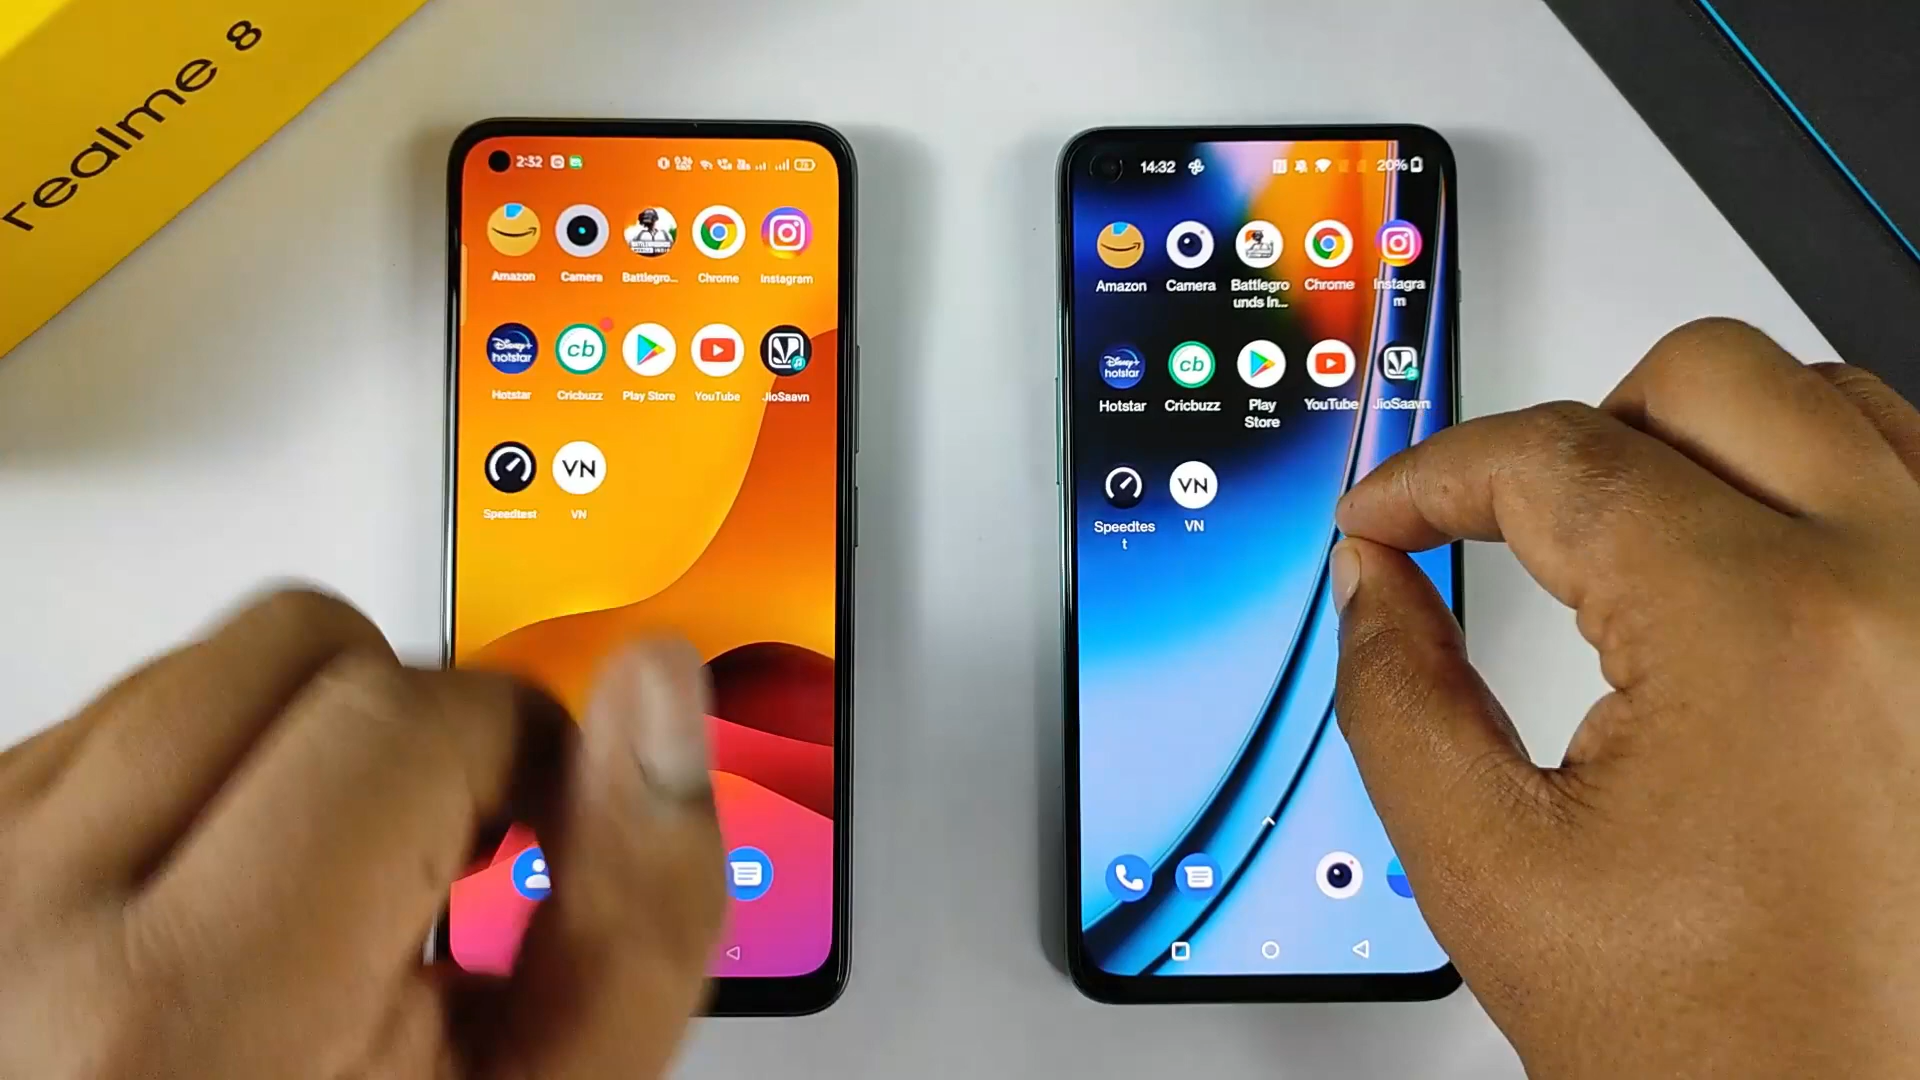 realme 8
2:32
Amazon
Camera
Battlegro...
Chrome
Instagram
Disney+
hotstar
cb
Hotstar
Cricbuzz
Play Store
YouTube
JioSaavn
VN
Speedtest
VN
14:32
20%
Amazon
Camera
Battlegro
unds In...
Chrome
Instagra
m
Disney+
hotstar
cb
Hotstar
Cricbuzz
Play
Store
YouTube
JioSaavn
VN
Speedtes
t
VN